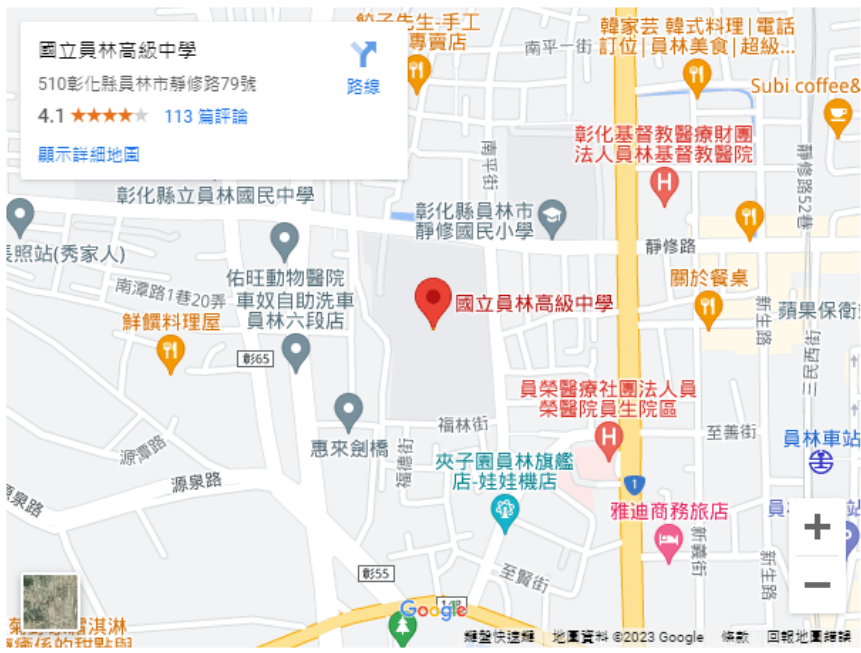 國立員林高級中學
510彰化縣員林市靜修路79號
4.1
113 篇評論
顯示詳細地圖
路線
餃子先生-手工
專賣店
南平一街
韓家芸 韓式料理 | 電話
訂位 | 員林美食 | 超級...
Subi coffee&
彰化基督教醫療財團
法人員林基督教醫院
南平街
靜修路52巷
彰化縣立員林國民中學
彰化縣員林市
靜修國民小學
靜修路
長照站(秀家人)
佑旺動物醫院
車奴自助洗車
員林六段店
南潭路1巷20弄
鮮饌料理屋
彰65
國立員林高級中學
關於餐桌
新生路
蘋果保衛
三民西街
員榮醫療社團法人員
榮醫院員生院區
福林街
至善街
員林車站
惠來劍橋
福德街
源潭路
源泉路
源泉路
夾子園員林旗艦
店-娃娃機店
1
雅迪商務旅店
新義街
新生路
至賢街
彰55
Google
鍵盤快速鍵
地圖資料 ©2023 Google
條款
回報地圖錯誤